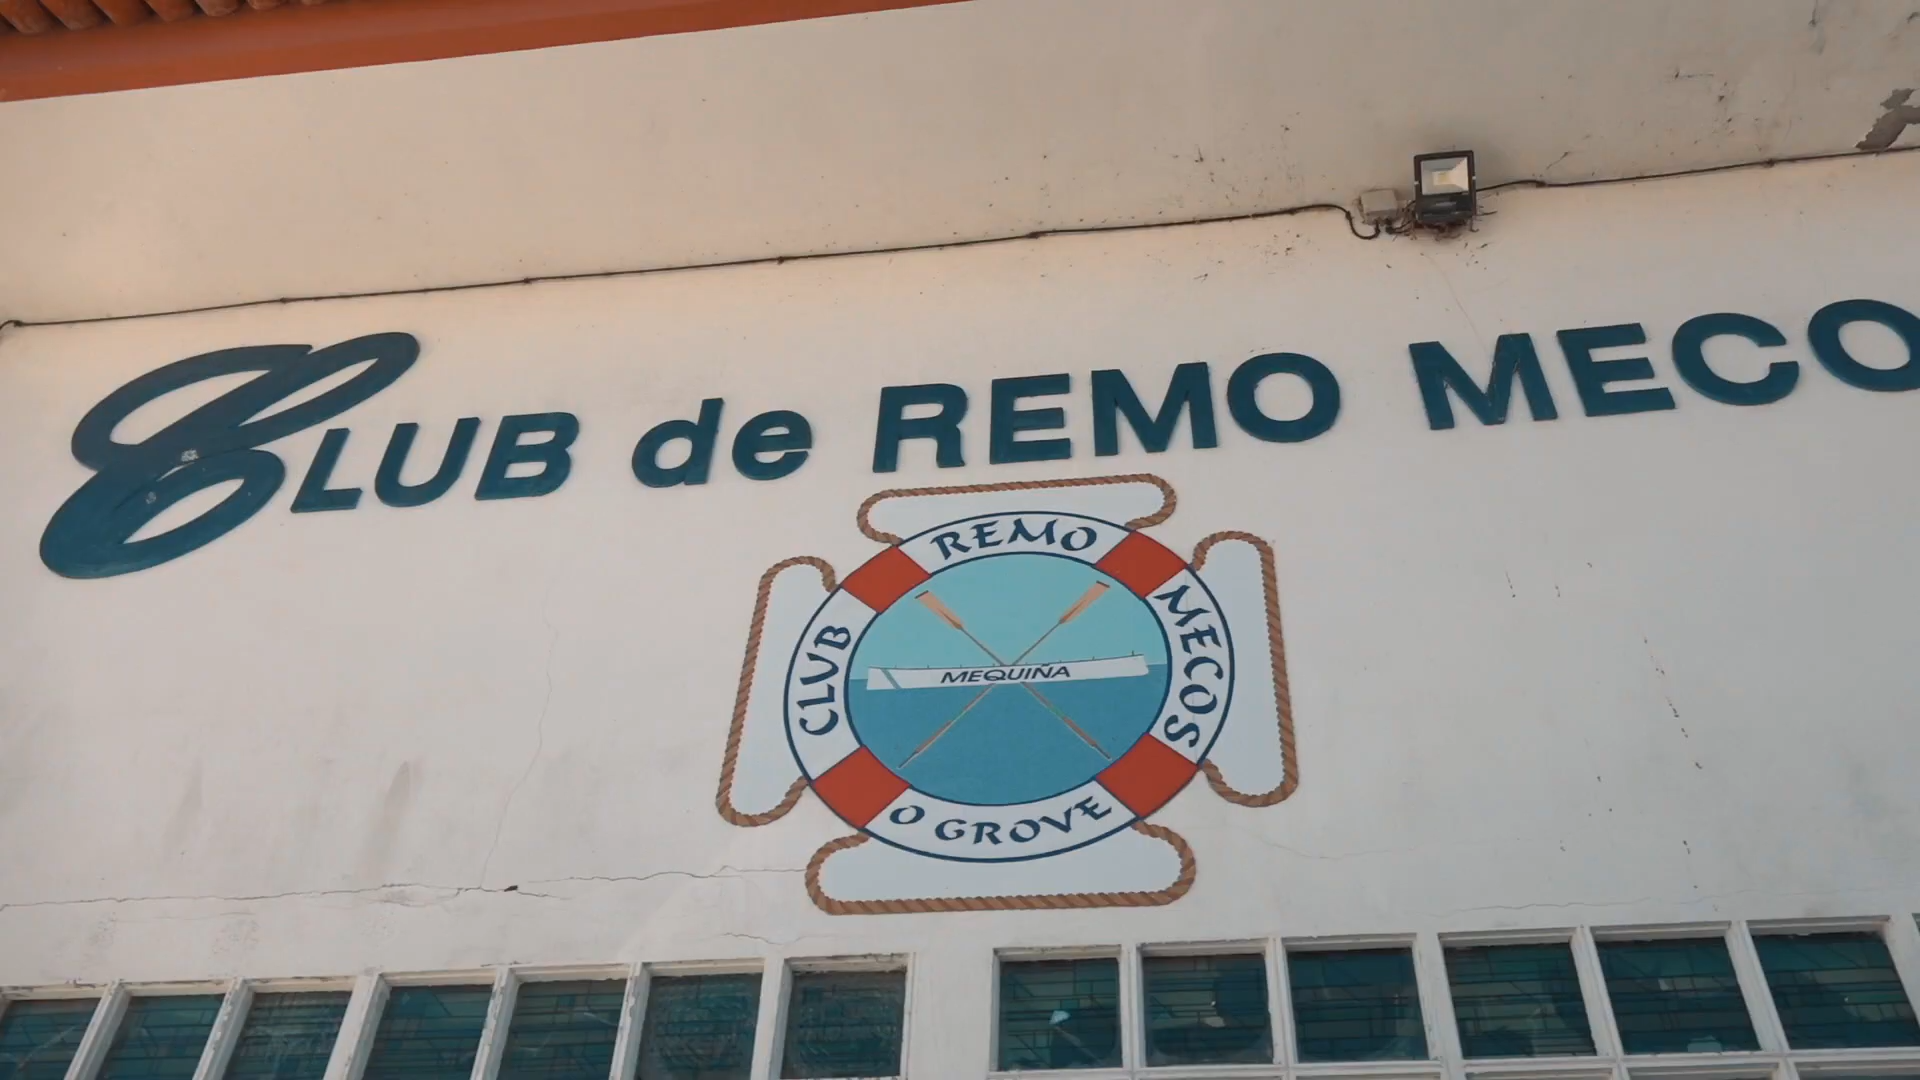 CLUB de REMO MECO
REMO
CLUB
MECOS
MEQUIÑA
O GROVE